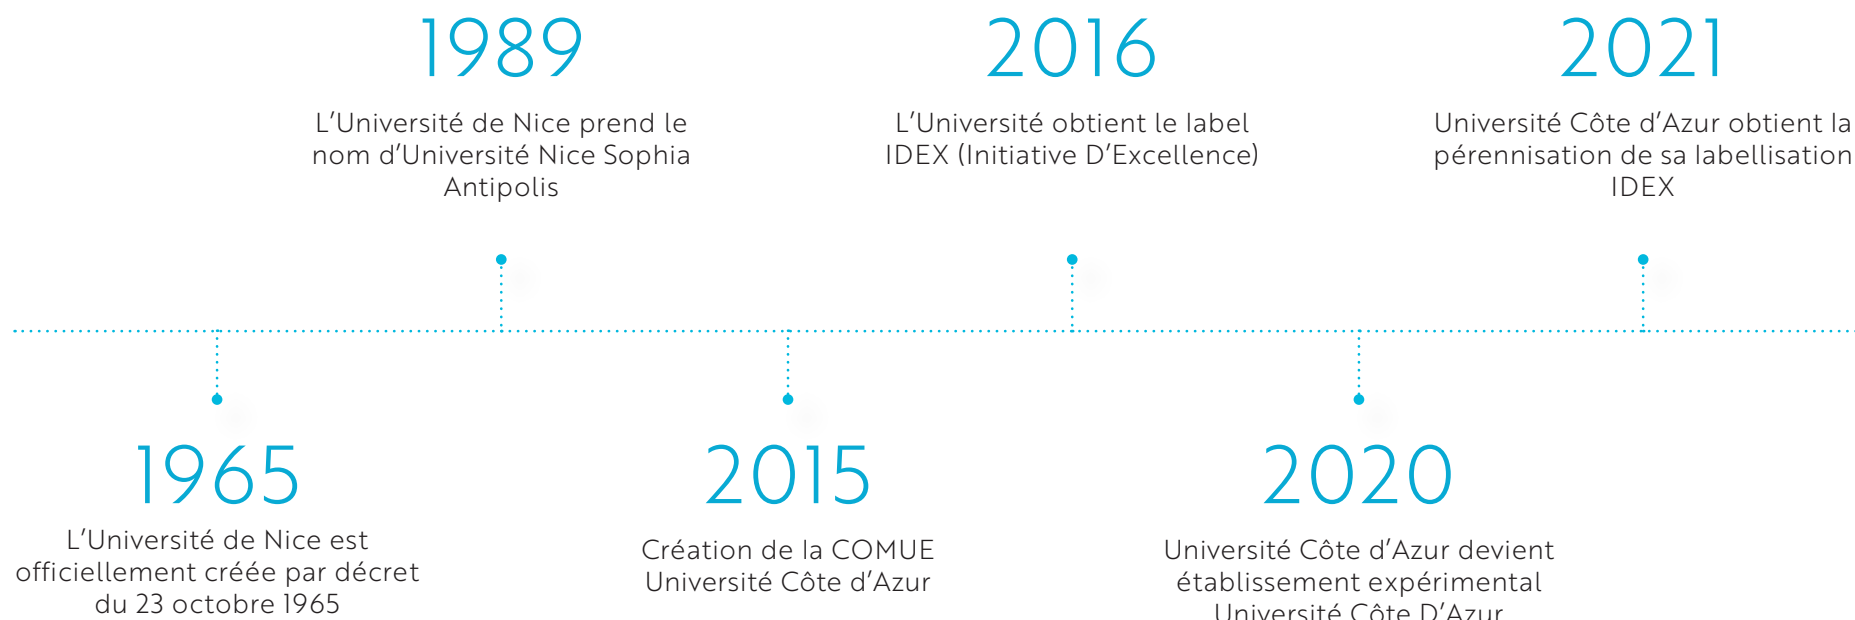 1989
L’Université de Nice prend le
nom d’Université Nice Sophia
Antipolis
2016
L’Université obtient le label
IDEX (Initiative D’Excellence)
2021
Université Côte d’Azur obtient la
pérennisation de sa labellisation
IDEX
1965
L’Université de Nice est
officiellement créée par décret
du 23 octobre 1965
2015
Création de la COMUE
Université Côte d’Azur
2020
Université Côte d’Azur devient
établissement expérimental
Université Côte D’Azur